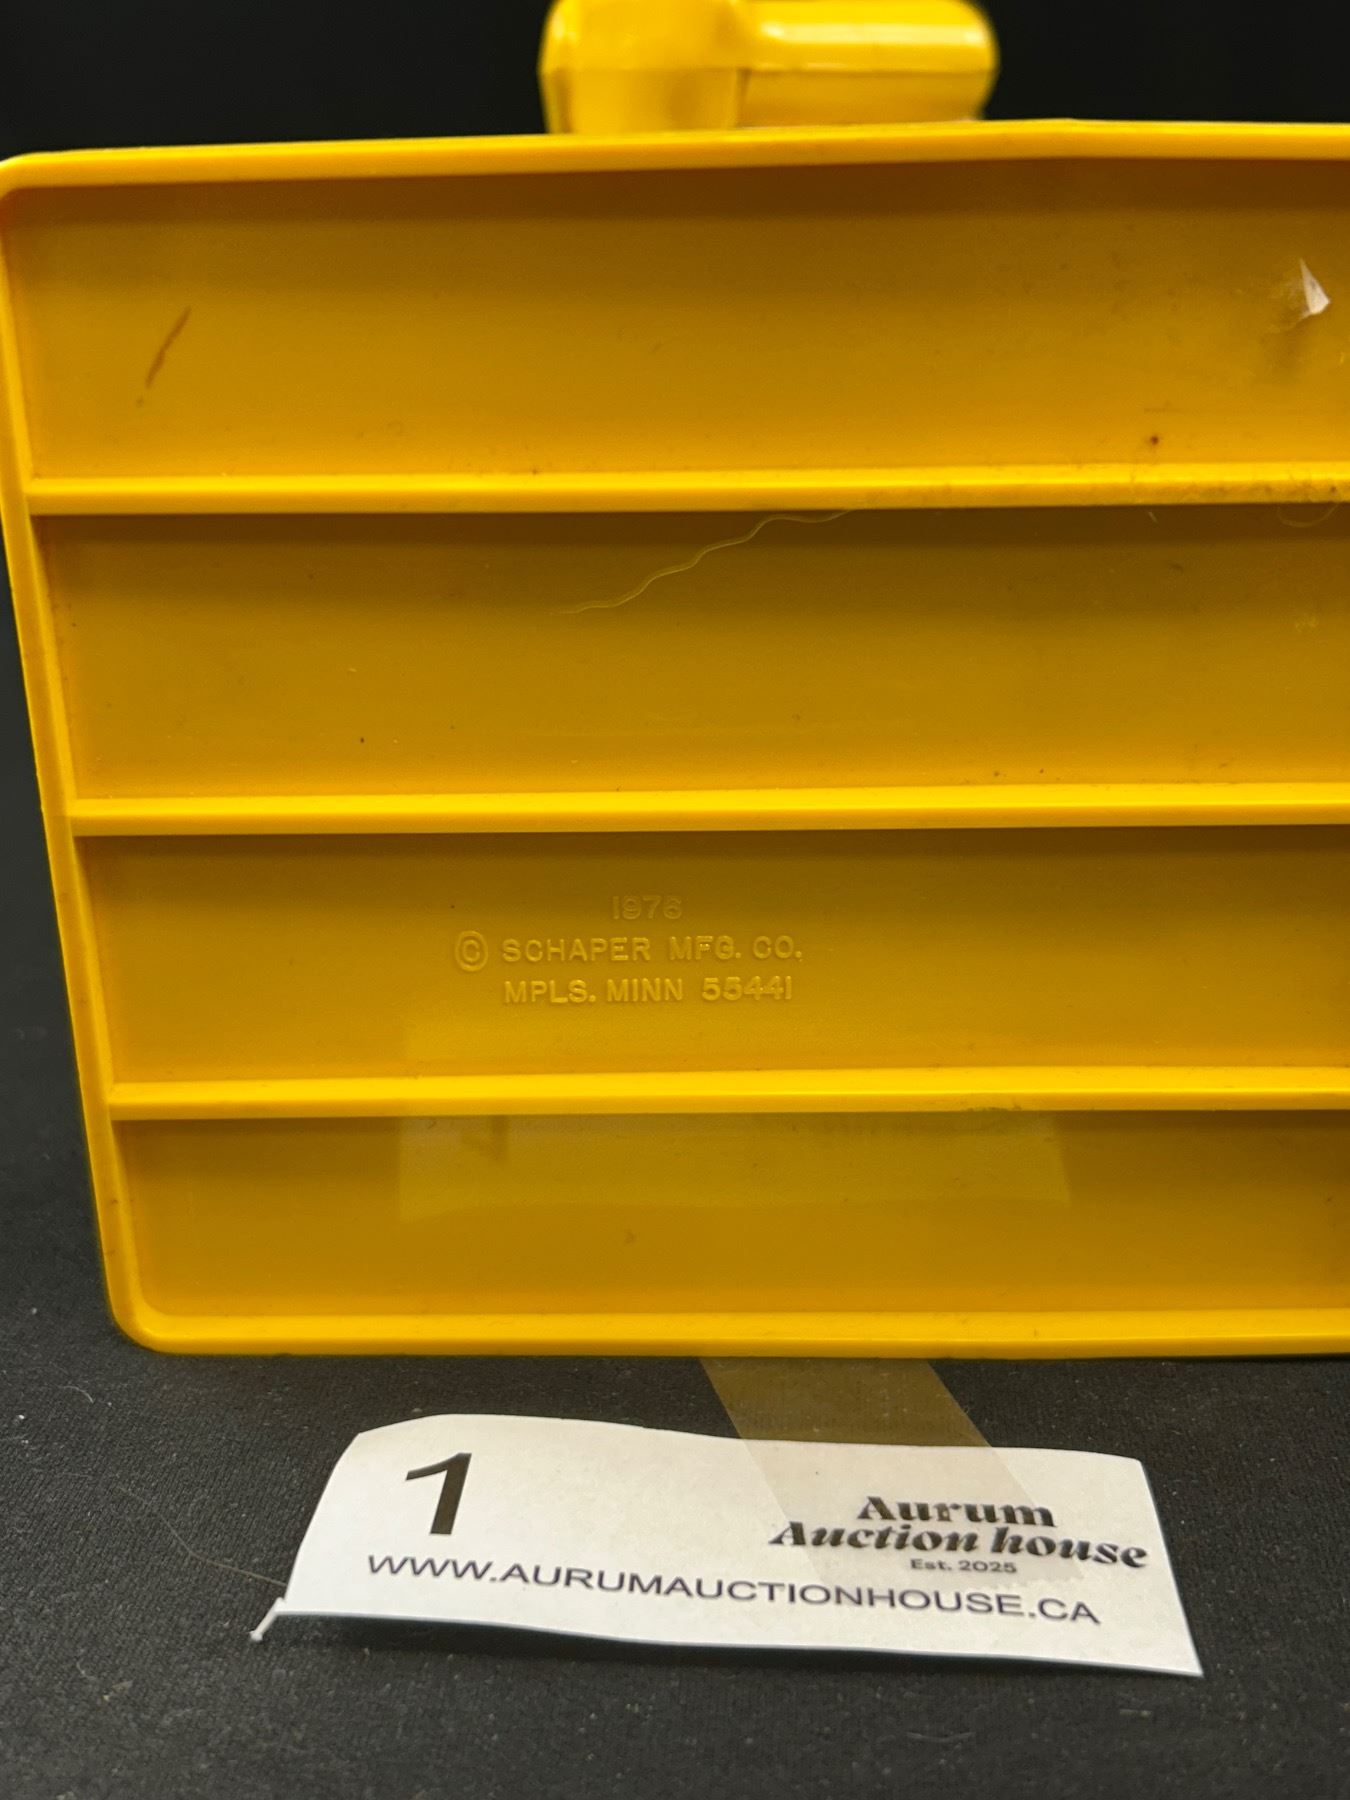 1976
© SCHAPER MFG. CO.
MPLS. MINN 55441
1
Aurum
Auction house
Est. 2025
WWW.AURUMAUCTIONHOUSE.CA